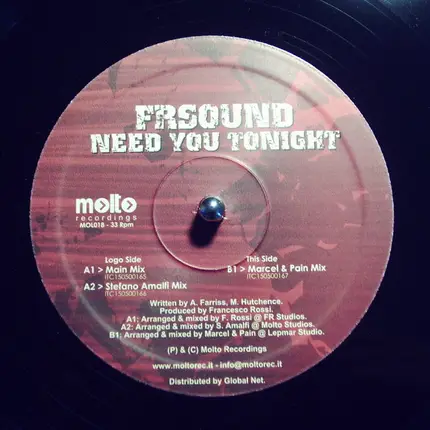 FRSOUND
NEED YOU TONIGHT
molto
recordings
MOL018 - 33 Rpm
Logo Side
A1 > Main Mix
ITC150500165
A2 > Stefano Amalfi Mix
ITC150500166
This Side
B1 > Marcel & Pain Mix
ITC150500167
Written by A. Farriss, M. Hutchence.
Produced by Francesco Rossi.
A1: Arranged & mixed by F. Rossi @ FR Studios.
A2: Arranged & mixed by S. Amalfi @ Molto Studios.
B1: Arranged & mixed by Marcel & Pain @ Lepmar Studio.
(P) & (C) Molto Recordings
www.moltorec.it - info@moltorec.it
Distributed by Global Net.